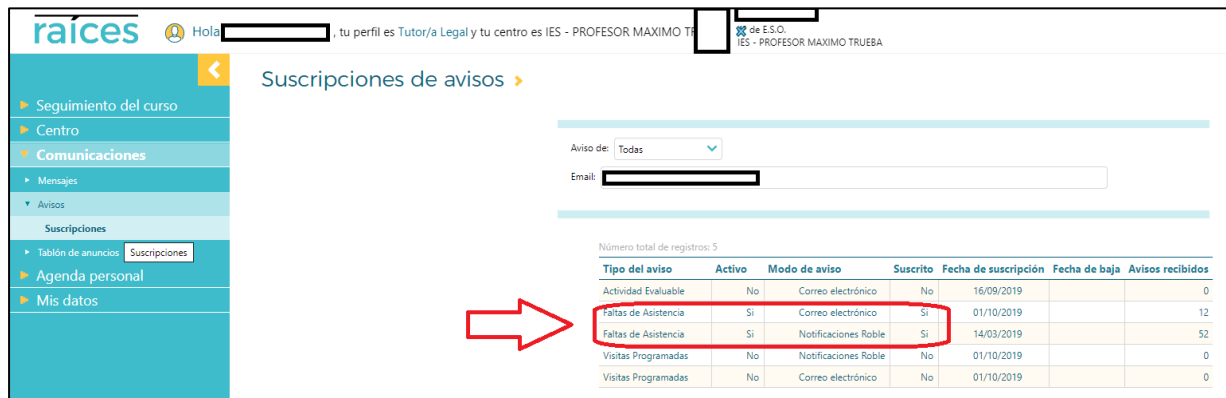 raíces
Hola , tu perfil es Tutor/a Legal y tu centro es IES - PROFESOR MAXIMO
de E.S.O.
IES - PROFESOR MAXIMO TRUEBA
Suscripciones de avisos
Seguimiento del curso
Centro
Comunicaciones
Mensajes
Avisos
Suscripciones
Tablón de anuncios Suscripciones
Agenda personal
Mis datos
Aviso de: Todas
Email:
Número total de registros: 5
Tipo del aviso Activo Modo de aviso Suscrito Fecha de suscripción Fecha de baja Avisos recibidos
Actividad Evaluable No Correo electrónico No 16/09/2019 0
Faltas de Asistencia Si Correo electrónico Si 01/10/2019 12
Faltas de Asistencia Si Notificaciones Roble Si 14/03/2019 52
Visitas Programadas No Notificaciones Roble No 01/10/2019 0
Visitas Programadas No Correo electrónico No 01/10/2019 0